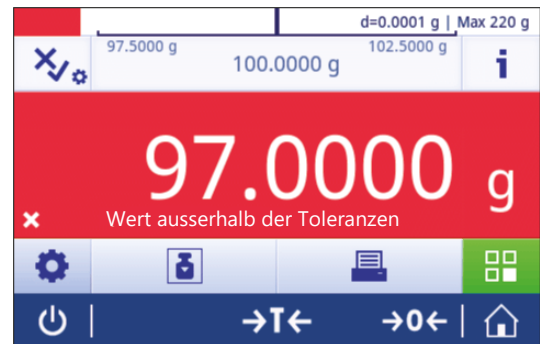 d=0.0001 g | Max 220 g
97.5000 g 102.5000 g
100.0000 g
i
97.0000 g
Wert ausserhalb der Toleranzen
→T← →0←